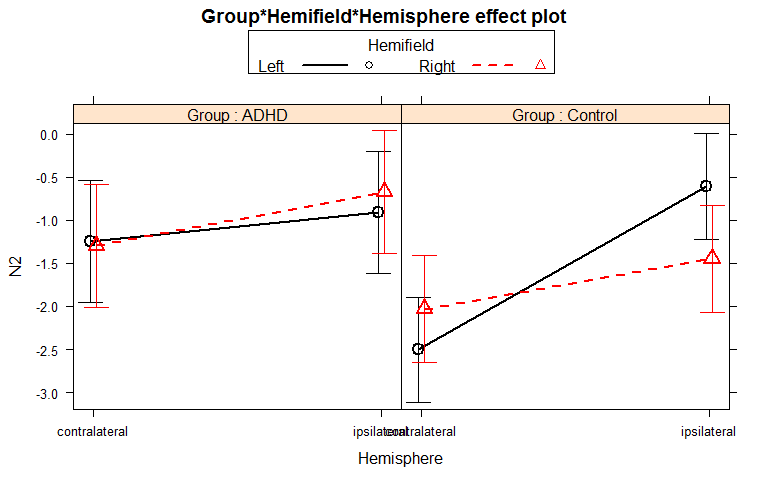 Group*Hemifield*Hemisphere effect plot
Hemifield
Left Right
Group : ADHD Group : Control
0.0
-0.5
-1.0
-1.5
-2.0
-2.5
-3.0
N2
contralateral ipsilateral contralateral ipsilateral
Hemisphere